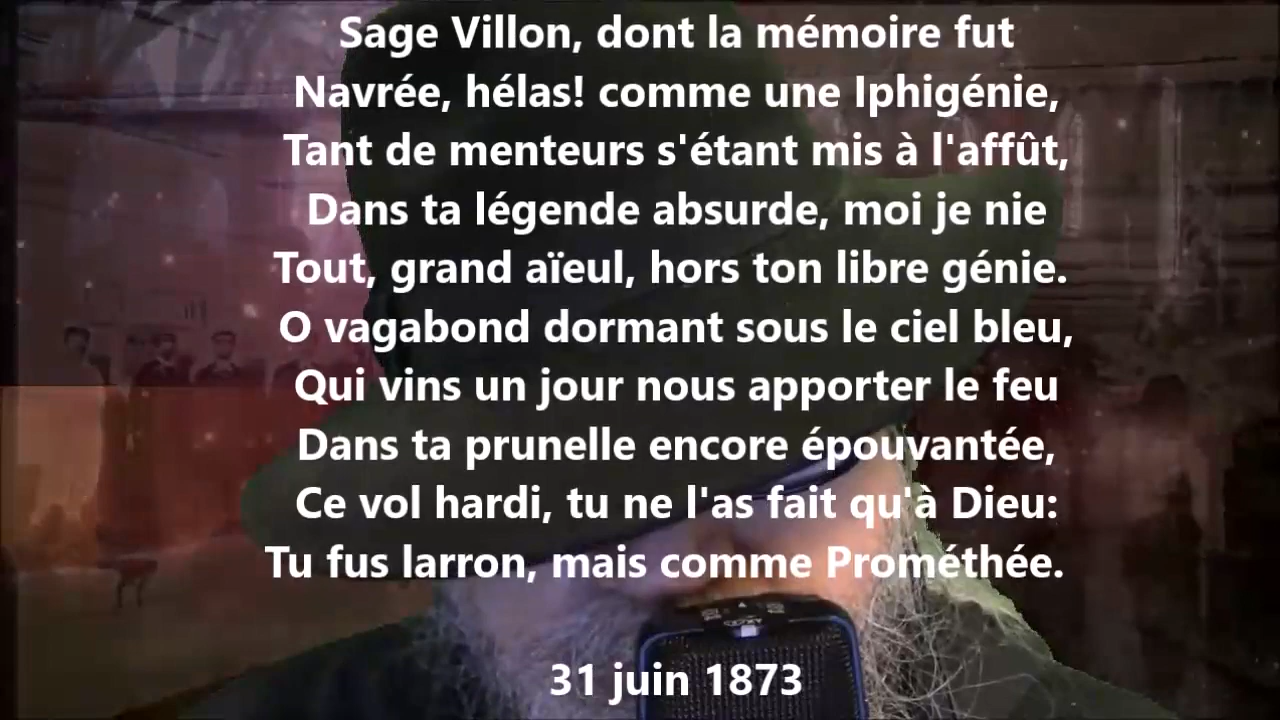 Sage Villon, dont la mémoire fut
Navrée, hélas! comme une Iphigénie,
Tant de menteurs s'étant mis à l'affût,
Dans ta légende absurde, moi je nie
Tout, grand aïeul, hors ton libre génie.
O vagabond dormant sous le ciel bleu,
Qui vins un jour nous apporter le feu
Dans ta prunelle encore épouvantée,
Ce vol hardi, tu ne l'as fait qu'à Dieu:
Tu fus larron, mais comme Prométhée.
31 juin 1873